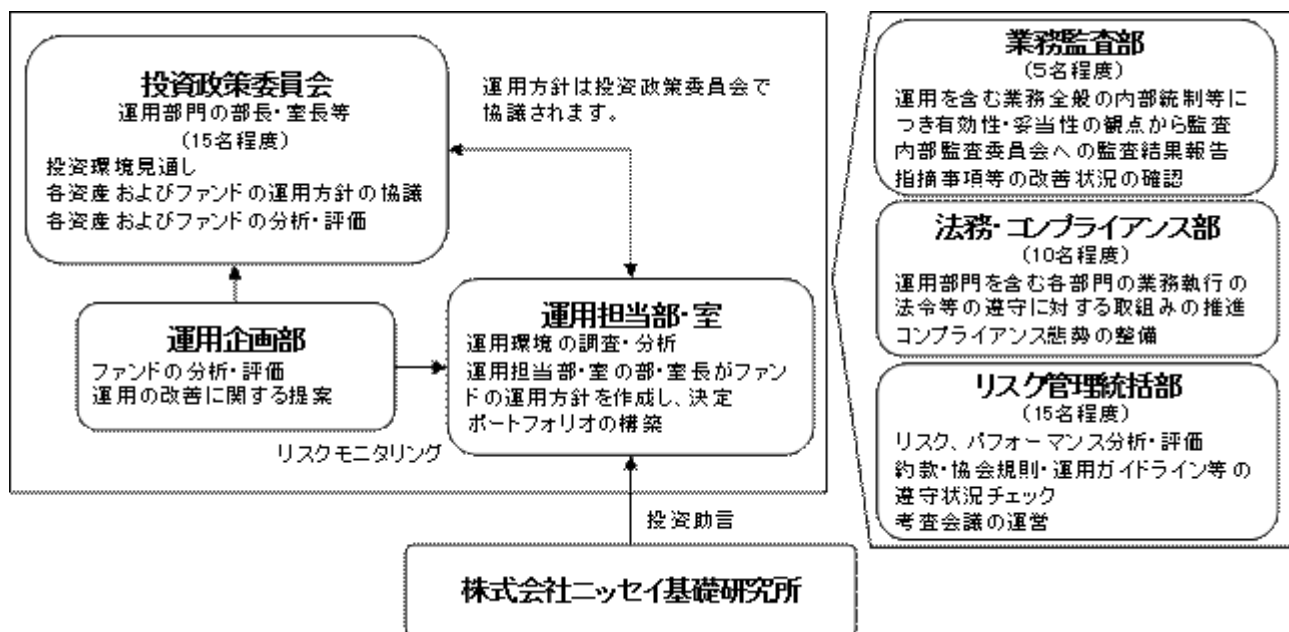 投資政策委員会
運用部門の部長・室長等
(15名程度)
投資環境見通し
各資産およびファンドの運用方針の協議
各資産およびファンドの分析・評価
運用方針は投資政策委員会で
協議されます。
運用企画部
ファンドの分析・評価
運用の改善に関する提案
リスクモニタリング
運用担当部・室
運用環境の調査・分析
運用担当部・室の部・室長がファン
ドの運用方針を作成し、決定
ポートフォリオの構築
投資助言
株式会社ニッセイ基礎研究所
業務監査部
(5名程度)
運用を含む業務全般の内部統制等に
つき有効性・妥当性の観点から監査
内部監査委員会への監査結果報告
指摘事項等の改善状況の確認
法務・コンプライアンス部
(10名程度)
運用部門を含む各部門の業務執行の
法令等の遵守に対する取組みの推進
コンプライアンス態勢の整備
リスク管理統括部
(15名程度)
リスク、パフォーマンス分析・評価
約款・協会規則・運用ガイドライン等の
遵守状況チェック
考査会議の運営